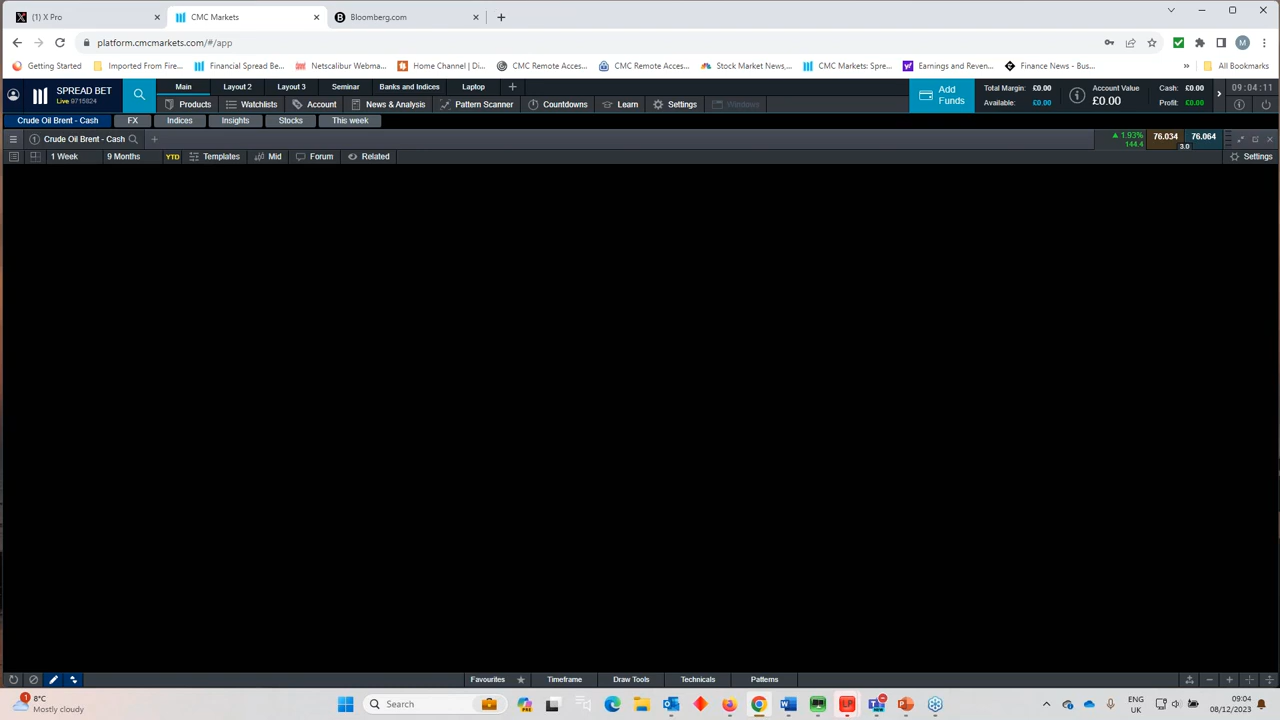 (1) X Pro
CMC Markets
Bloomberg.com
platform.cmcmarkets.com/#/app
M
Getting Started
Imported From Fire...
Financial Spread Be...
Netscalibur Webma...
Home Channel | Di...
CMC Remote Acces...
CMC Remote Acces...
Stock Market News,...
CMC Markets: Spre...
Earnings and Reven...
Finance News - Bus...
»
All Bookmarks
SPREAD BET
Live 9715824
Main
Layout 2
Layout 3
Seminar
Banks and Indices
Laptop
Products
Watchlists
Account
News & Analysis
Pattern Scanner
Countdowns
Learn
Settings
Windows
Add
Funds
Total Margin: £0.00
Available: £0.00
Account Value
£0.00
Cash: £0.00
Profit: £0.00
09:04:11
Crude Oil Brent - Cash
FX
Indices
Insights
Stocks
This week
1 Crude Oil Brent - Cash
1.93%
144.4
76.034
76.064
3.0
1 Week
9 Months
YTD
Templates
Mid
Forum
Related
Settings
Favourites
Timeframe
Draw Tools
Technicals
Patterns
1
8°C
Mostly cloudy
Search
PRE
LP
ENG
UK
09:04
08/12/2023